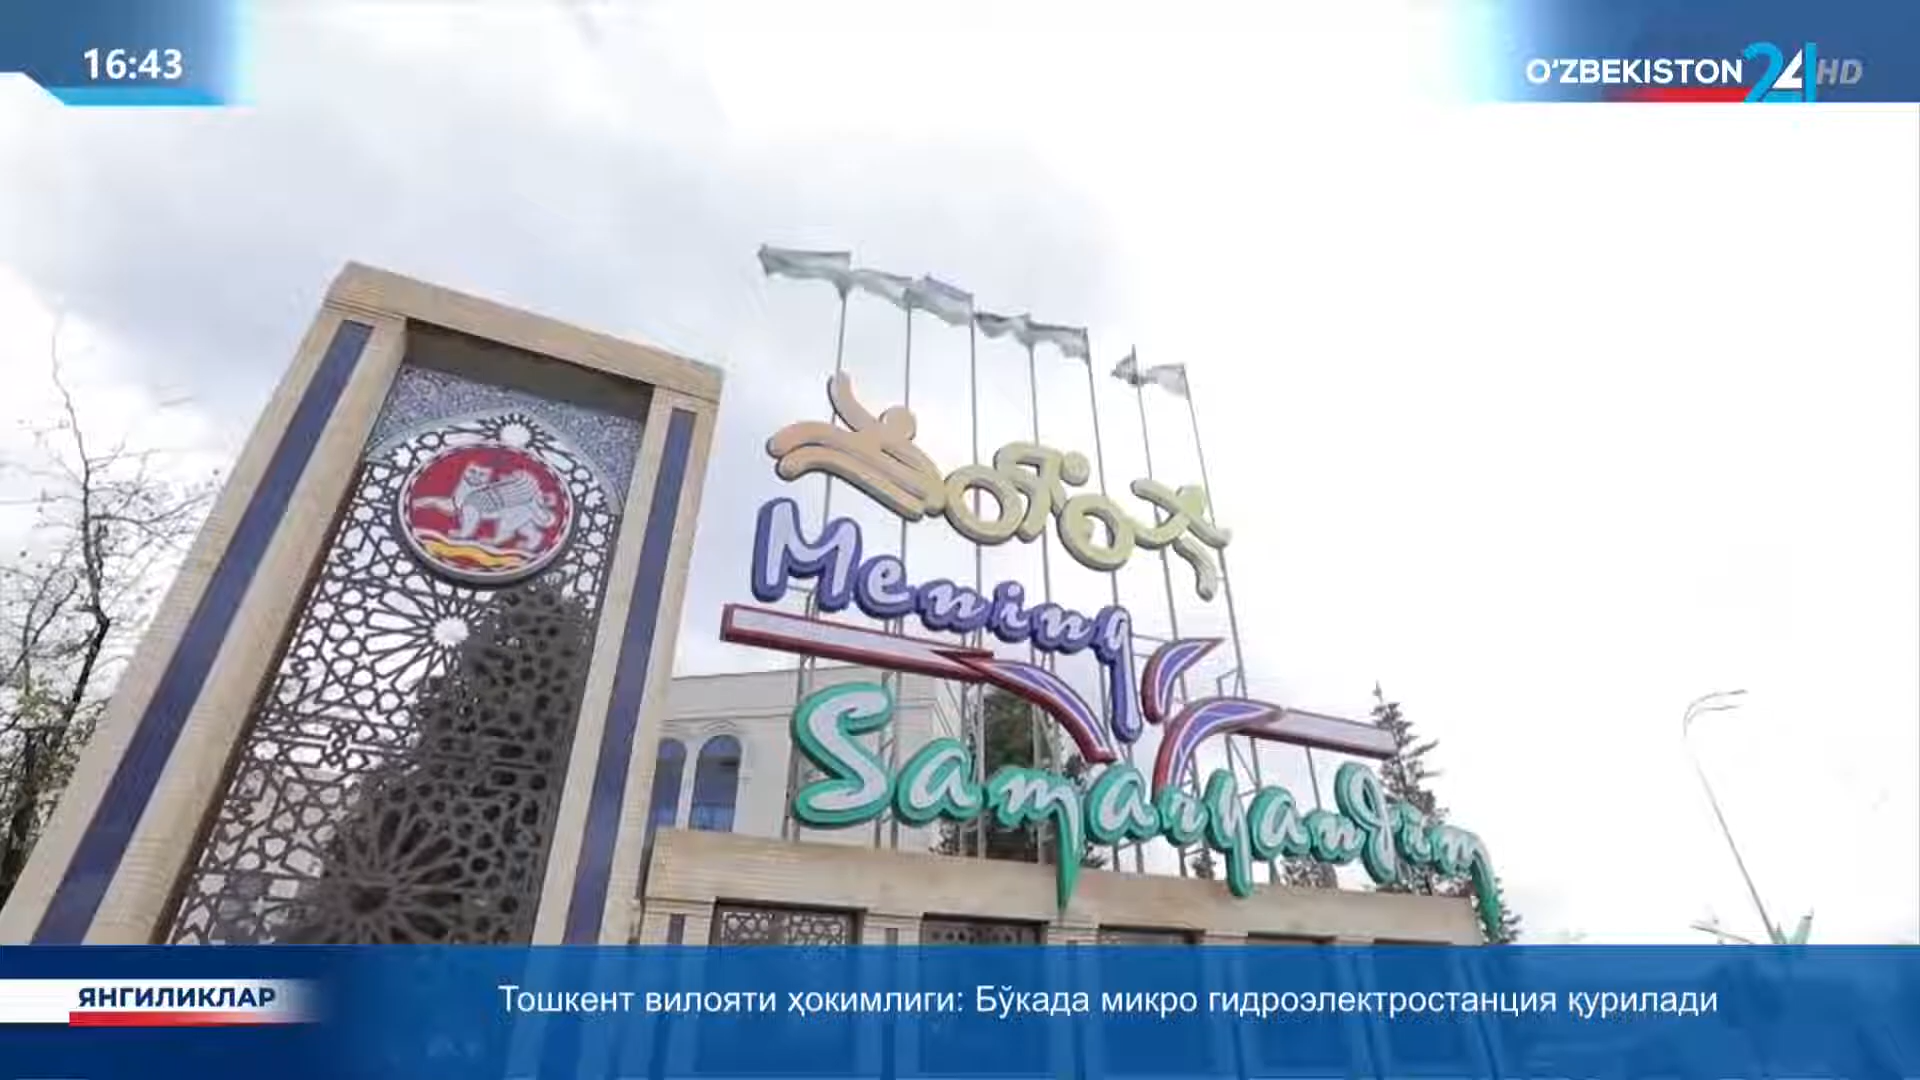 16:43
O‘ZBEKISTON 24 HD
Mening
Samarqandim
ЯНГИЛИКЛАР
Тошкент вилояти ҳокимлиги: Бўкада микро гидроэлектростанция қурилади